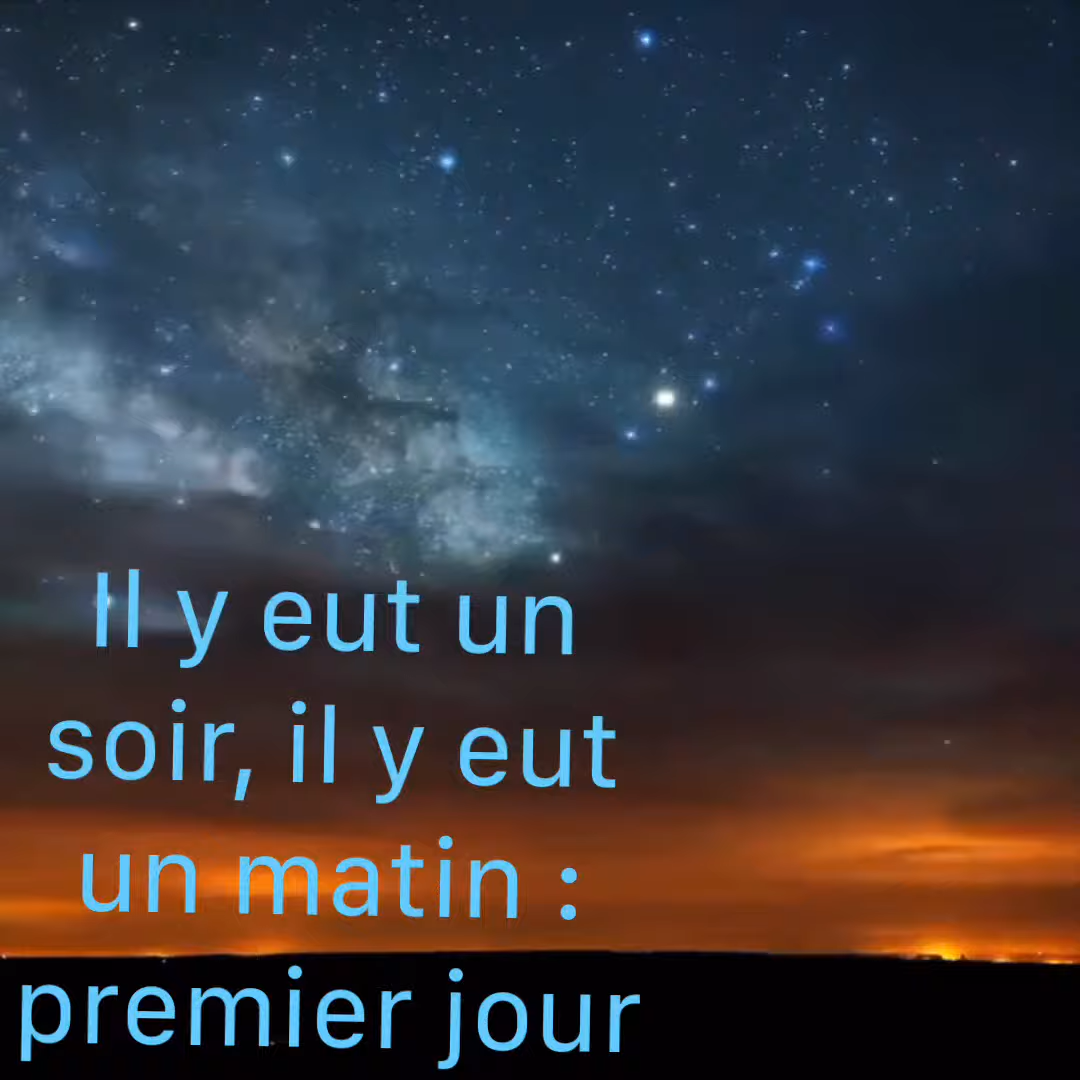 Il y eut un
soir, il y eut
un matin :
premier jour